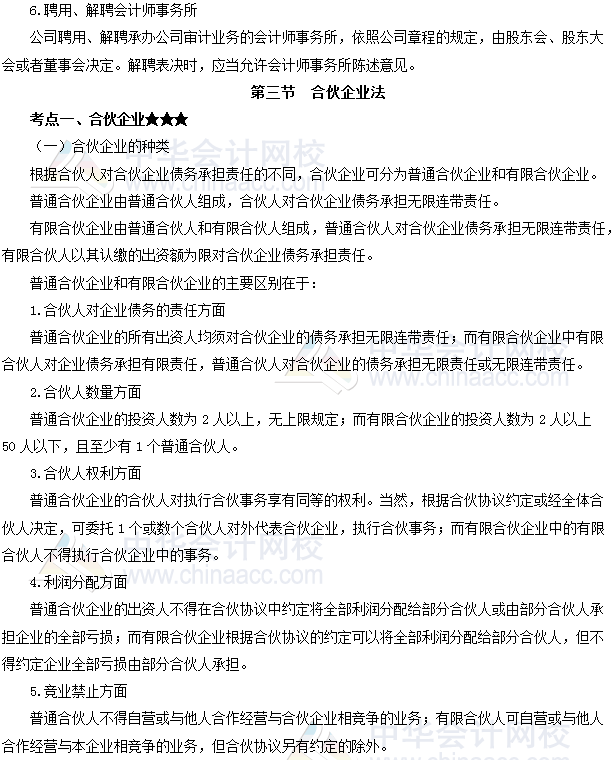 6.聘用、解聘会计师事务所
公司聘用、解聘承办公司审计业务的会计师事务所，依照公司章程的规定，由股东会、股东大
会或者董事会决定。解聘表决时，应当允许会计师事务所陈述意见。
第三节 合伙企业法
考点一、合伙企业★★★
（一）合伙企业的种类
根据合伙人对合伙企业债务承担责任的不同，合伙企业可分为普通合伙企业和有限合伙企业。
普通合伙企业由普通合伙人组成，合伙人对合伙企业债务承担无限连带责任。
有限合伙企业由普通合伙人和有限合伙人组成，普通合伙人对合伙企业债务承担无限连带责任，
有限合伙人以其认缴的出资额为限对合伙企业债务承担责任。
普通合伙企业和有限合伙企业的主要区别在于：
1.合伙人对企业债务的责任方面
普通合伙企业的所有出资人均须对合伙企业的债务承担无限连带责任；而有限合伙企业中有限
合伙人对企业债务承担有限责任，普通合伙人对合伙企业的债务承担无限责任或无限连带责任。
2.合伙人数量方面
普通合伙企业的投资人数为 2 人以上，无上限规定；而有限合伙企业的投资人数为 2 人以上
50 人以下，且至少有 1 个普通合伙人。
3.合伙人权利方面
普通合伙企业的合伙人对执行合伙事务享有同等的权利。当然，根据合伙协议约定或经全体合
伙人决定，可委托 1 个或数个合伙人对外代表合伙企业，执行合伙事务；而有限合伙企业中的有限
合伙人不得执行合伙企业中的事务。
4.利润分配方面
普通合伙企业的出资人不得在合伙协议中约定将全部利润分配给部分合伙人或由部分合伙人承
担企业的全部亏损；而有限合伙企业根据合伙协议的约定可以将全部利润分配给部分合伙人，但不
得约定企业全部亏损由部分合伙人承担。
5.竞业禁止方面
普通合伙人不得自营或与他人合作经营与合伙企业相竞争的业务；有限合伙人可自营或与他人
合作经营与本企业相竞争的业务，但合伙协议另有约定的除外。
中华会计网校
www.chinaacc.com
中华会计网校
www.chinaacc.com
中华会计网校
www.chinaacc.com